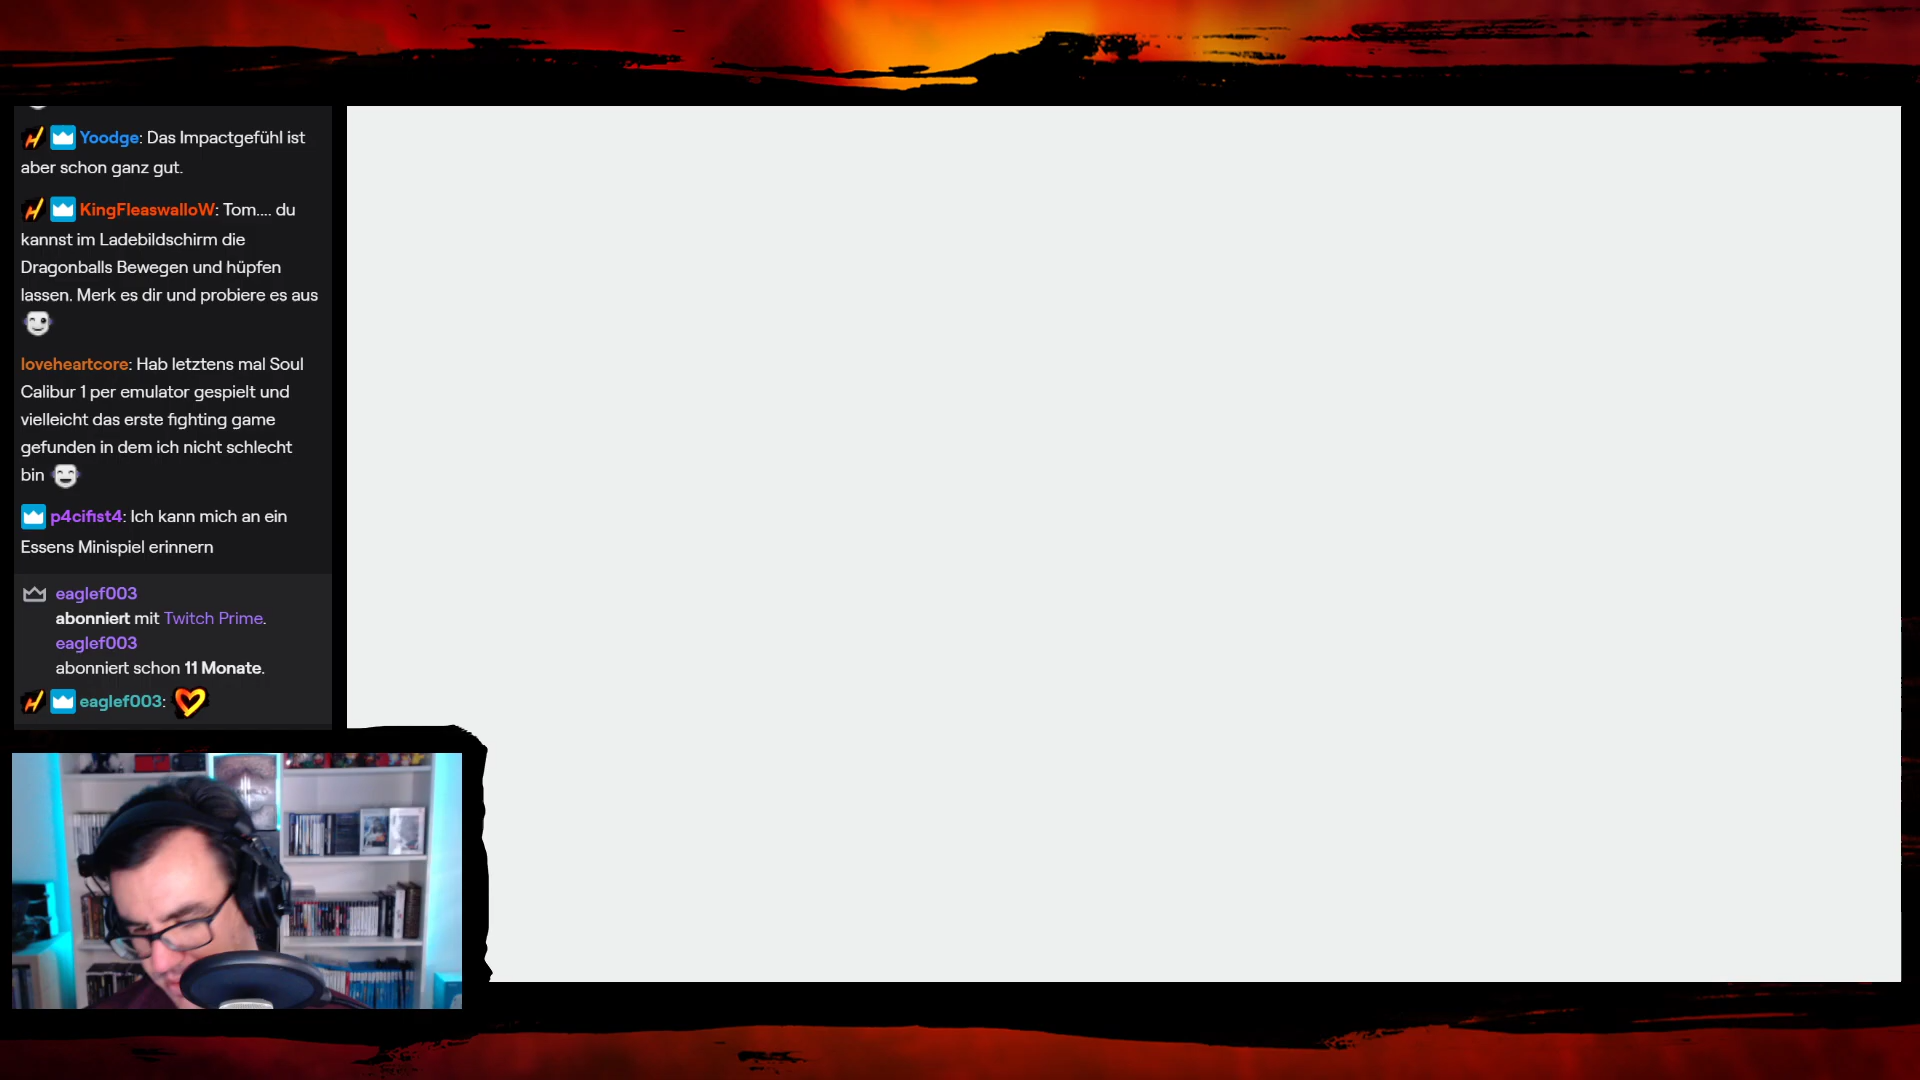 Yoodge: Das Impactgefühl ist
aber schon ganz gut.
KingFleaswalloW: Tom.... du
kannst im Ladebildschirm die
Dragonballs Bewegen und hüpfen
lassen. Merk es dir und probiere es aus
loveheartcore: Hab letztens mal Soul
Calibur 1 per emulator gespielt und
vielleicht das erste fighting game
gefunden in dem ich nicht schlecht
bin
p4cifist4: Ich kann mich an ein
Essens Minispiel erinnern
eaglef003
abonniert mit Twitch Prime.
eaglef003
abonniert schon 11 Monate.
eaglef003: